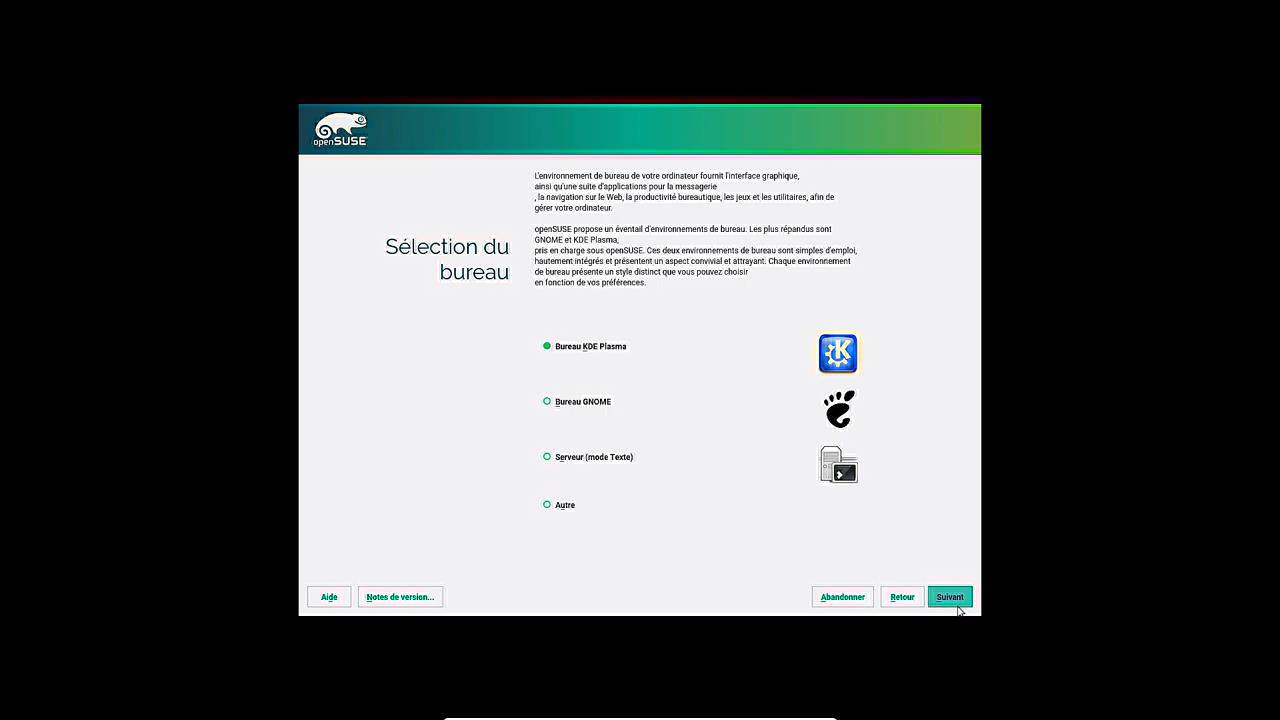 openSUSE
L'environnement de bureau de votre ordinateur fournit l'interface graphique,
ainsi qu'une suite d'applications pour la messagerie
, la navigation sur le Web, la productivité bureautique, les jeux et les utilitaires, afin de
gérer votre ordinateur.
openSUSE propose un éventail d'environnements de bureau. Les plus répandus sont
GNOME et KDE Plasma,
pris en charge sous openSUSE. Ces deux environnements de bureau sont simples d'emploi,
hautement intégrés et présentent un aspect convivial et attrayant. Chaque environnement
de bureau présente un style distinct que vous pouvez choisir
en fonction de vos préférences.
Sélection du
bureau
Bureau KDE Plasma
Bureau GNOME
Serveur (mode Texte)
Autre
Aide
Notes de version...
Abandonner
Retour
Suivant